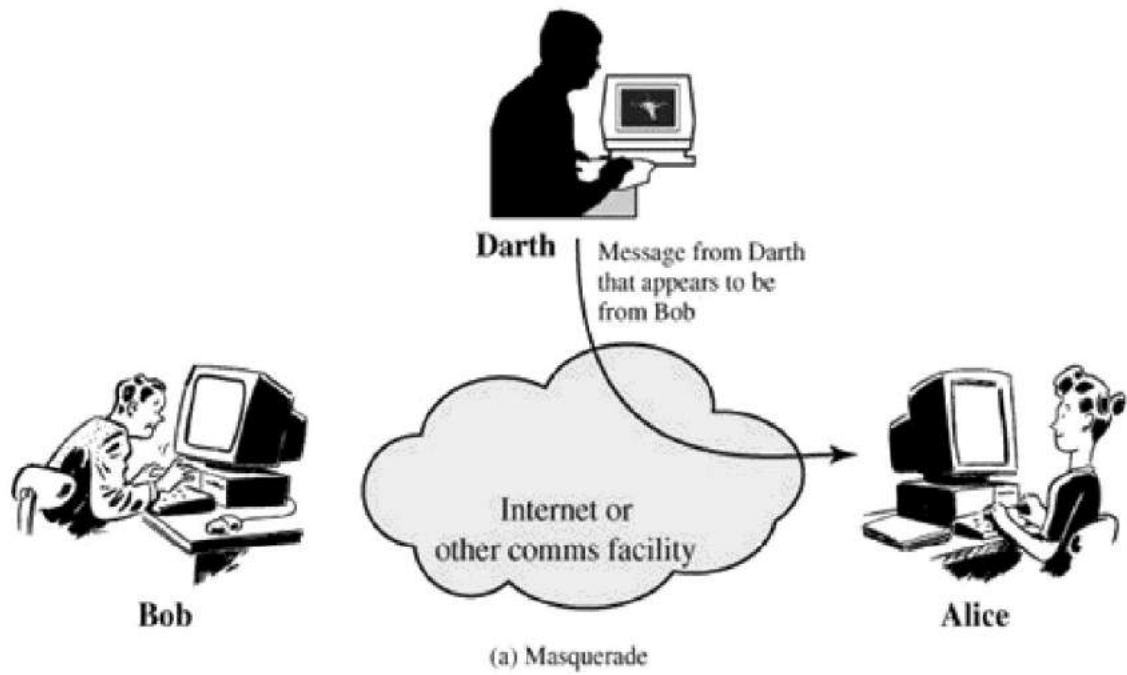 Darth
Message from Darth
that appears to be
from Bob
Internet or
other comms facility
Bob
Alice
(a) Masquerade